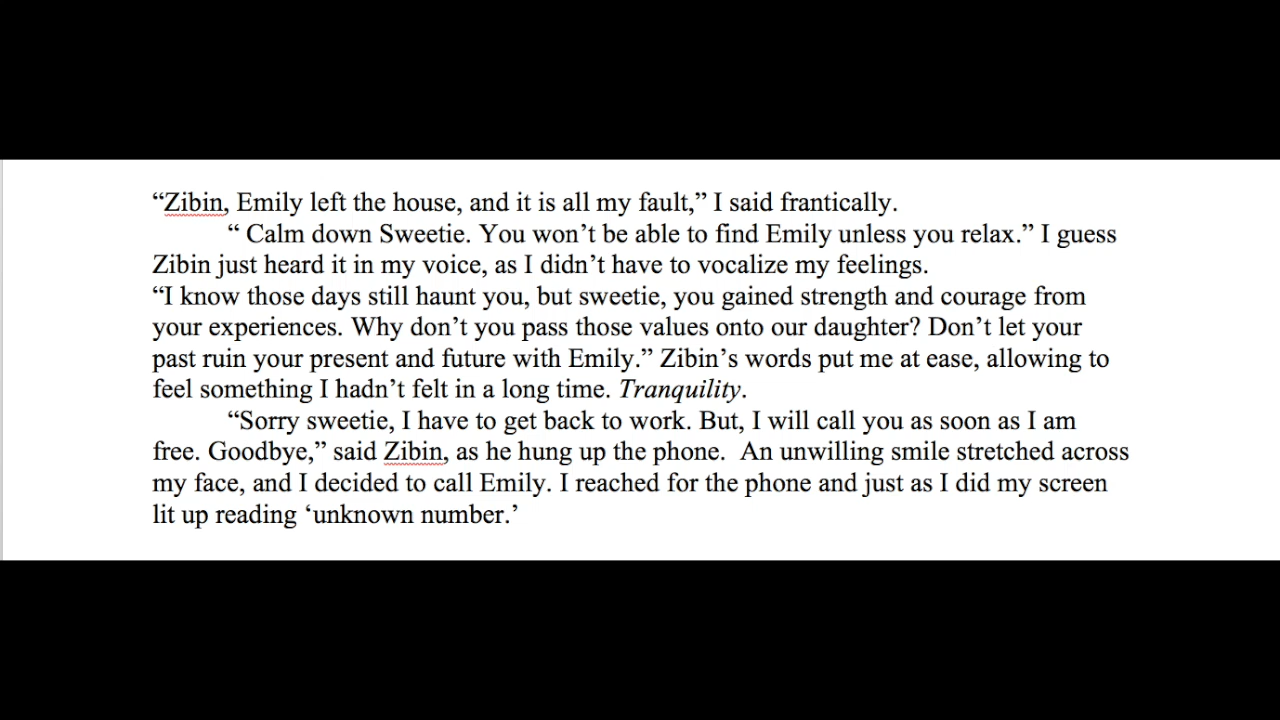 “Zibin, Emily left the house, and it is all my fault,” I said frantically.
“ Calm down Sweetie. You won’t be able to find Emily unless you relax.” I guess
Zibin just heard it in my voice, as I didn’t have to vocalize my feelings.
“I know those days still haunt you, but sweetie, you gained strength and courage from
your experiences. Why don’t you pass those values onto our daughter? Don’t let your
past ruin your present and future with Emily.” Zibin’s words put me at ease, allowing to
feel something I hadn’t felt in a long time. Tranquility.
“Sorry sweetie, I have to get back to work. But, I will call you as soon as I am
free. Goodbye,” said Zibin, as he hung up the phone.  An unwilling smile stretched across
my face, and I decided to call Emily. I reached for the phone and just as I did my screen
lit up reading ‘unknown number.’